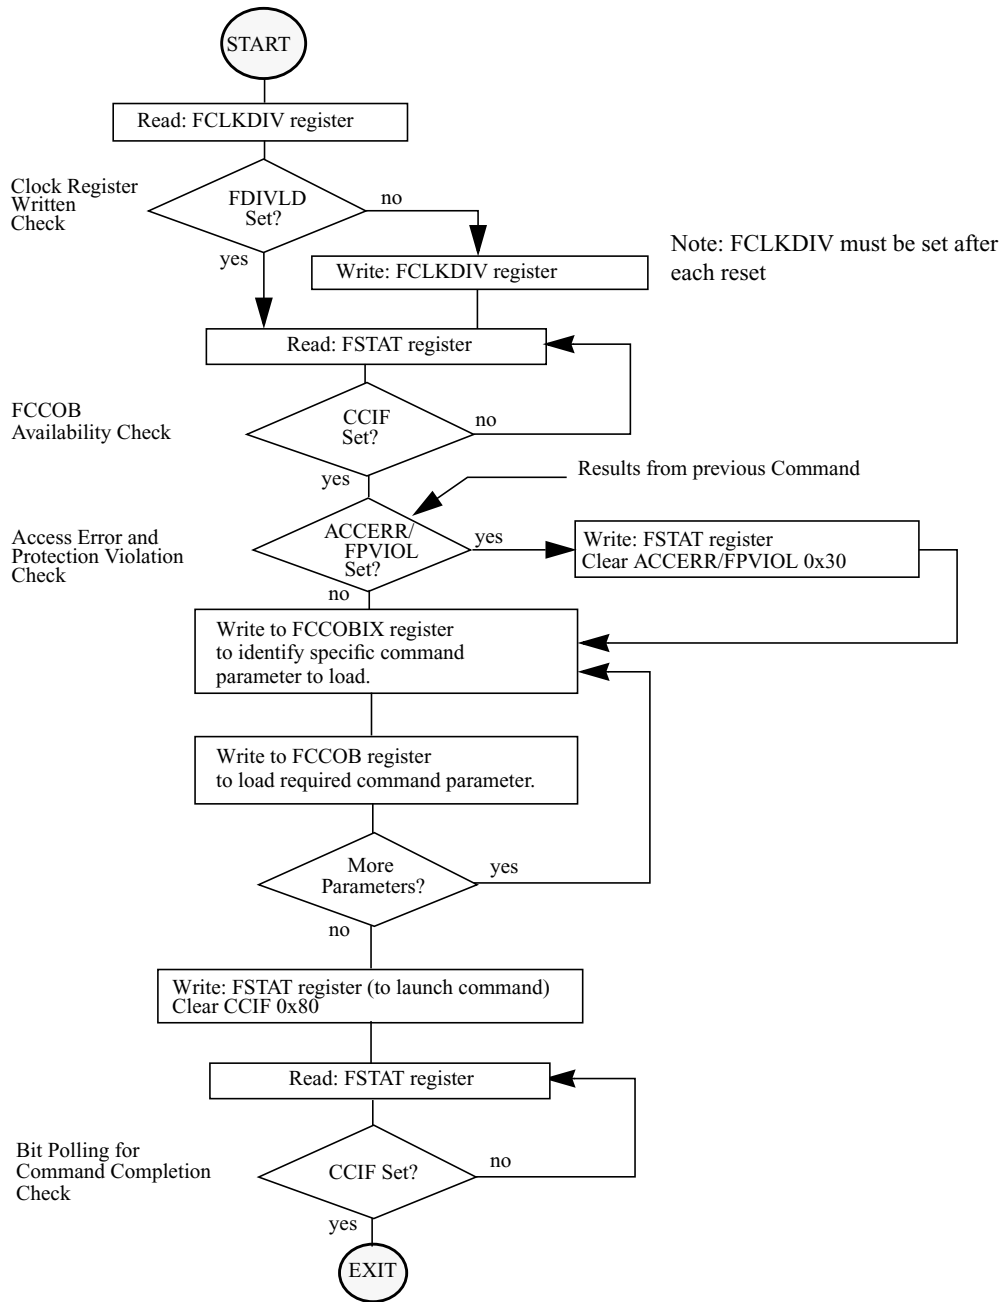 START
Read: FCLKDIV register
Clock Register
Written
Check
FDIVLD
Set?
no
yes
Write: FCLKDIV register
Note: FCLKDIV must be set after
each reset
Read: FSTAT register
FCCOB
Availability Check
CCIF
Set?
no
yes
Results from previous Command
Access Error and
Protection Violation
Check
ACCERR/
FPVIOL
Set?
yes
no
Write: FSTAT register
Clear ACCERR/FPVIOL 0x30
Write to FCCOBIX register
to identify specific command
parameter to load.
Write to FCCOB register
to load required command parameter.
More
Parameters?
yes
no
Write: FSTAT register (to launch command)
Clear CCIF 0x80
Read: FSTAT register
Bit Polling for
Command Completion
Check
CCIF Set?
no
yes
EXIT